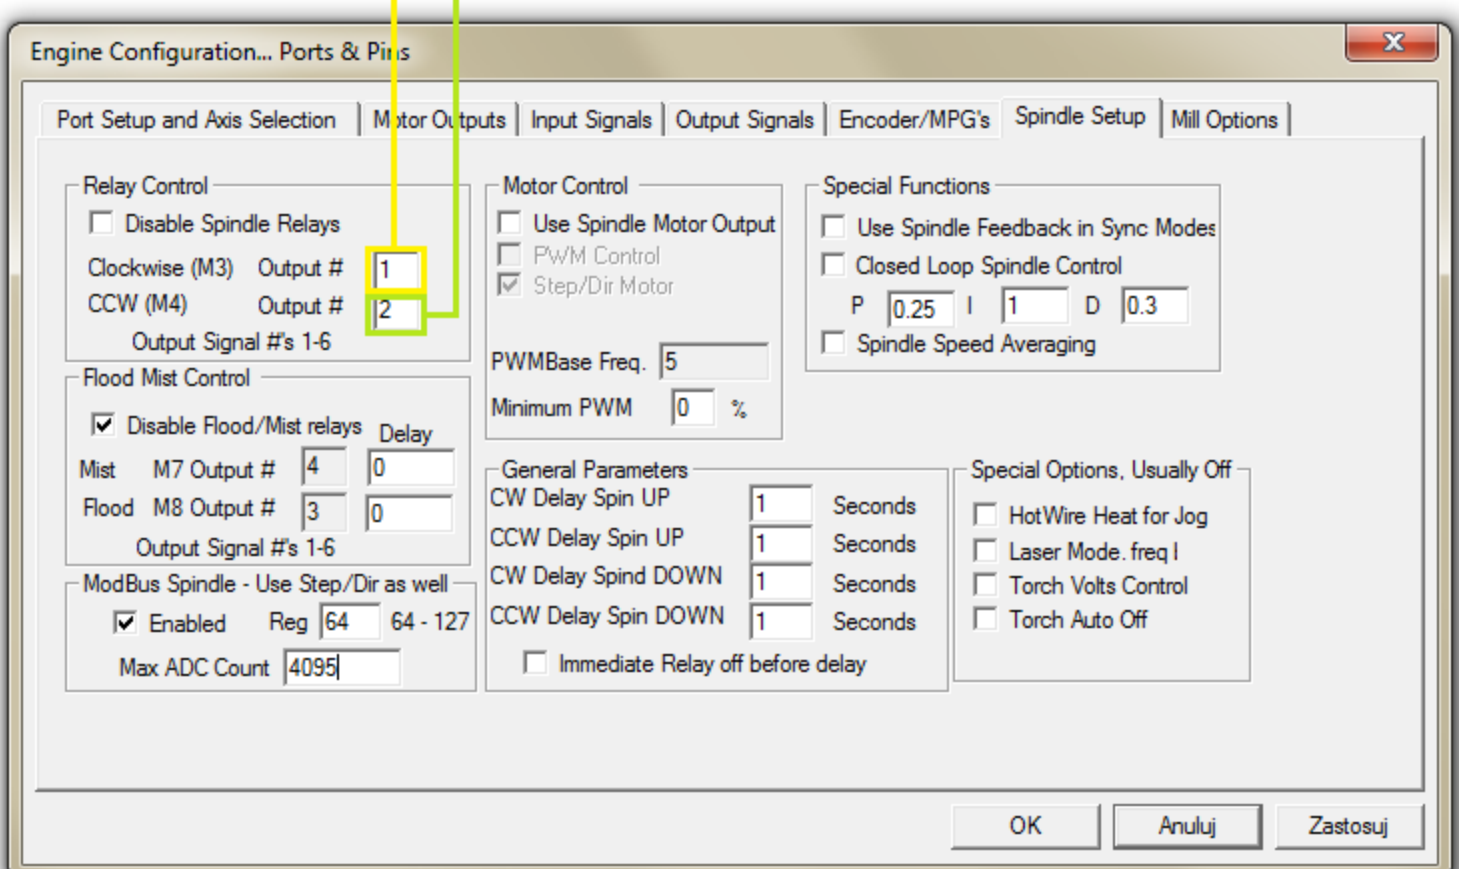 Engine Configuration... Ports & Pins
X
Port Setup and Axis Selection
Motor Outputs
Input Signals
Output Signals
Encoder/MPG's
Spindle Setup
Mill Options
Relay Control
Disable Spindle Relays
Clockwise (M3) Output # 1
CCW (M4) Output # 2
Output Signal #'s 1-6
Flood Mist Control
Disable Flood/Mist relays Delay
Mist M7 Output # 4 0
Flood M8 Output # 3 0
Output Signal #'s 1-6
ModBus Spindle - Use Step/Dir as well
Enabled Reg 64 64 - 127
Max ADC Count 4095
Motor Control
Use Spindle Motor Output
PWM Control
Step/Dir Motor
PWMBase Freq. 5
Minimum PWM 0 %
Special Functions
Use Spindle Feedback in Sync Modes
Closed Loop Spindle Control
P 0.25 I 1 D 0.3
Spindle Speed Averaging
General Parameters
CW Delay Spin UP 1 Seconds
CCW Delay Spin UP 1 Seconds
CW Delay Spind DOWN 1 Seconds
CCW Delay Spin DOWN 1 Seconds
Immediate Relay off before delay
Special Options, Usually Off
HotWire Heat for Jog
Laser Mode. freq I
Torch Volts Control
Torch Auto Off
OK
Anuluj
Zastosuj